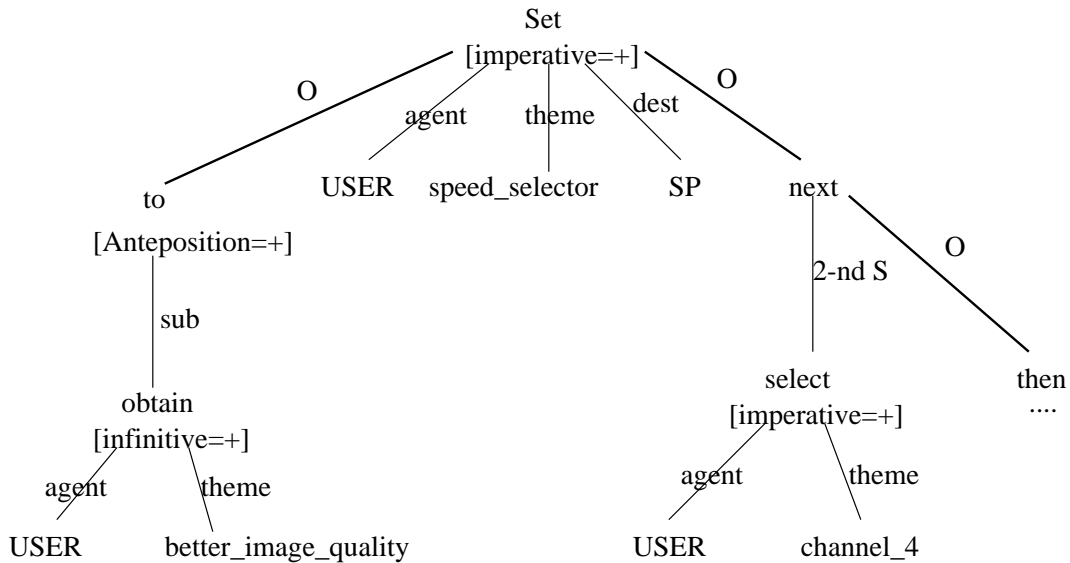 Set
[imperative=+]
O
O
agent
theme
dest
USER
speed_selector
SP
next
to
[Anteposition=+]
O
2-nd S
sub
select
then
[imperative=+]
....
obtain
[infinitive=+]
agent
theme
agent
theme
USER
better_image_quality
USER
channel_4